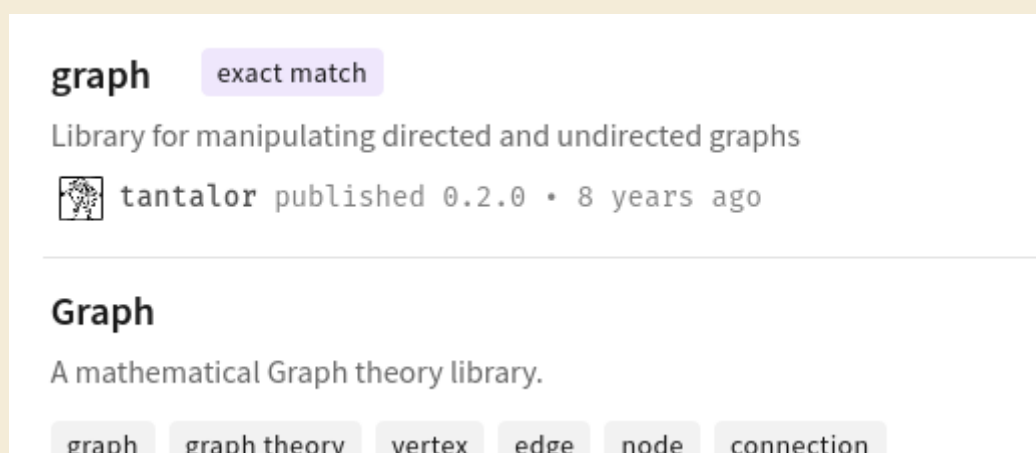 graph exact match
Library for manipulating directed and undirected graphs
tantalor published 0.2.0 • 8 years ago
Graph
A mathematical Graph theory library.
graph graph theory vertex edge node connection